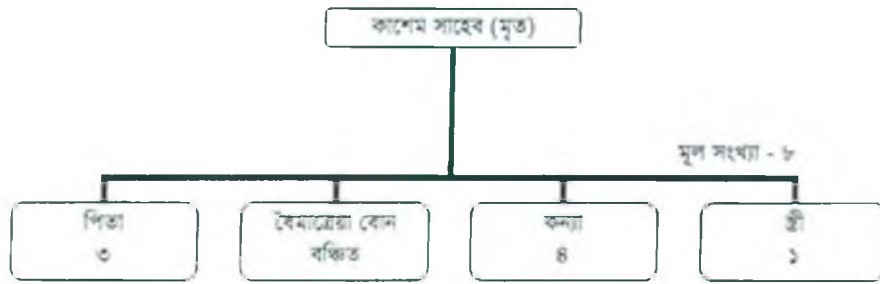 কাশেম সাহেব (মৃত)
মূল সংখ্যা - ৮
পিতা
৩
বৈমাত্রেয়া বোন
বঞ্চিত
কন্যা
৪
স্ত্রী
১